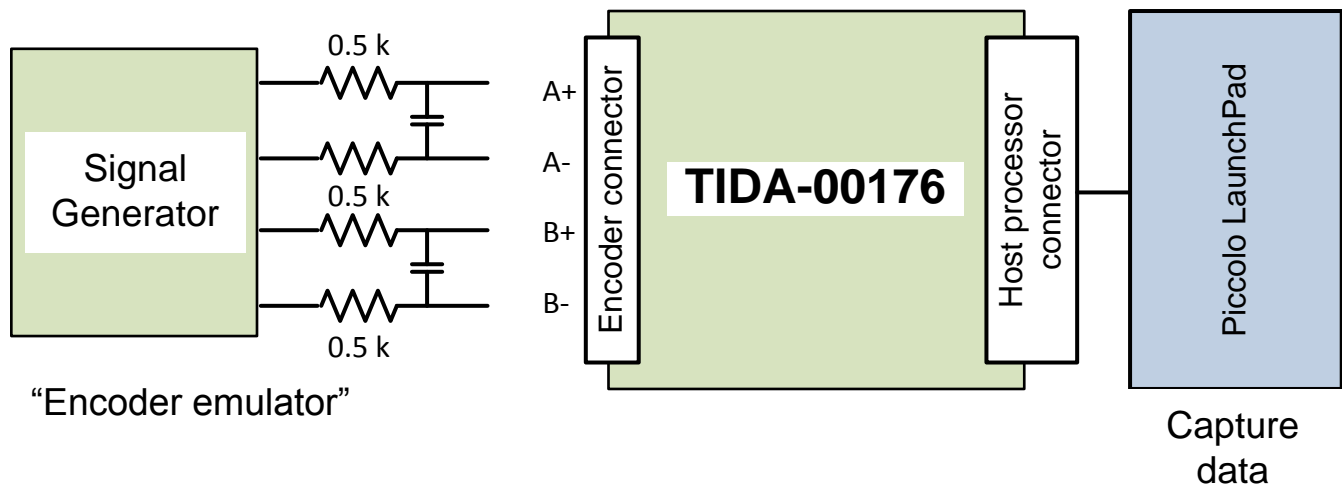 0.5 k
Signal
Generator
0.5 k
0.5 k
“Encoder emulator”
A+
A-
B+
B-
Encoder connector
TIDA-00176
Host processor
connector
Piccolo LaunchPad
Capture
data